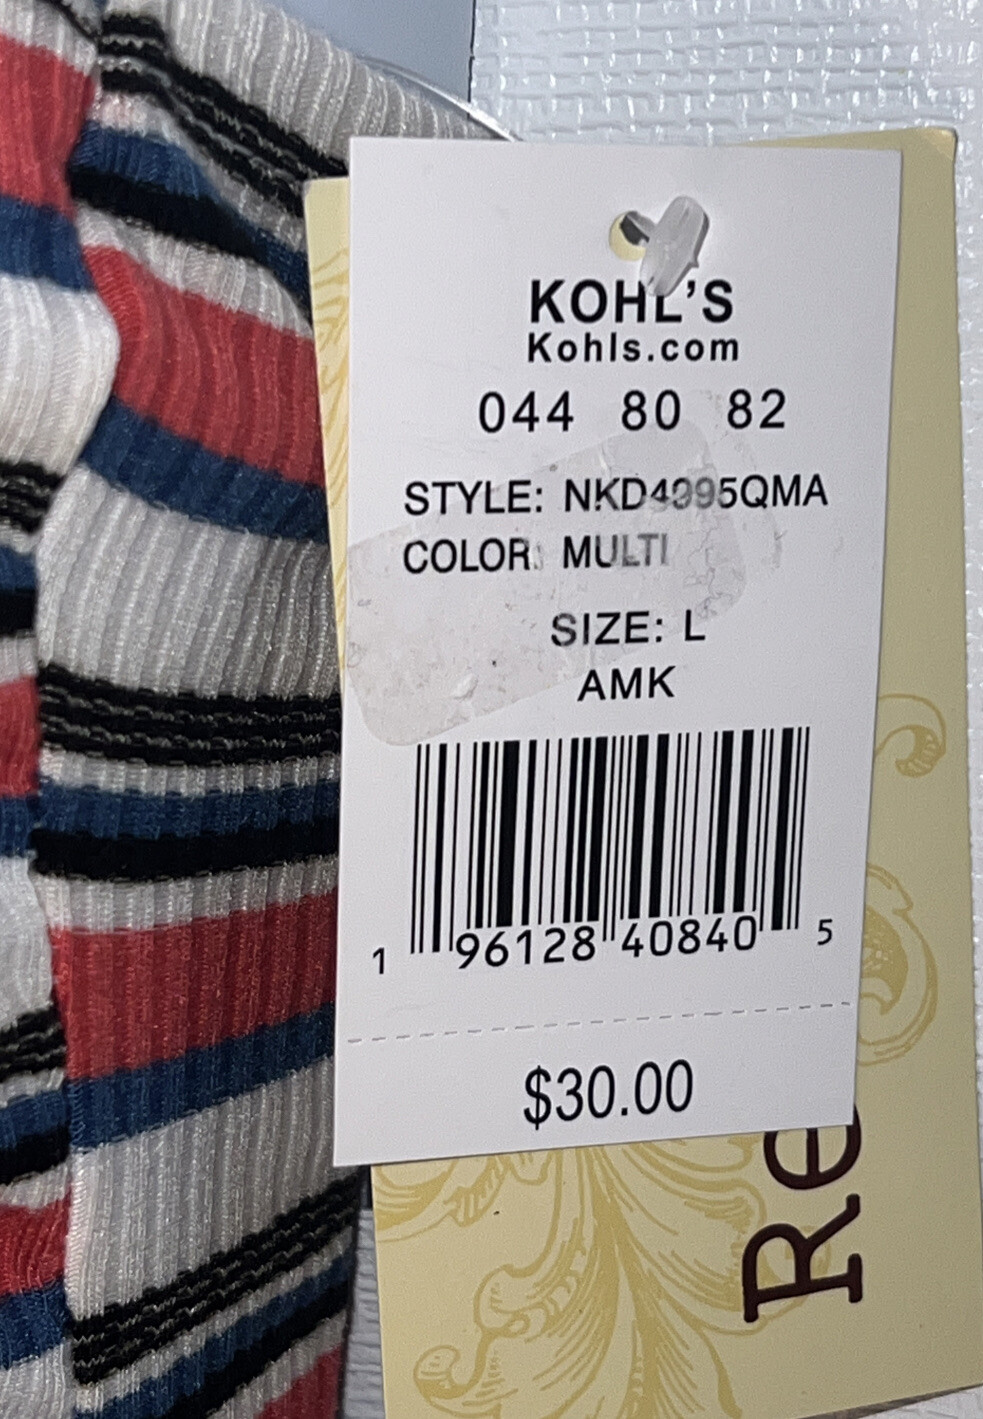 KOHL'S
Kohls.com
044 80 82
STYLE: NKD4995QMA
COLOR: MULTI
SIZE: L
AMK
1 96128 40840 5
$30.00
Re